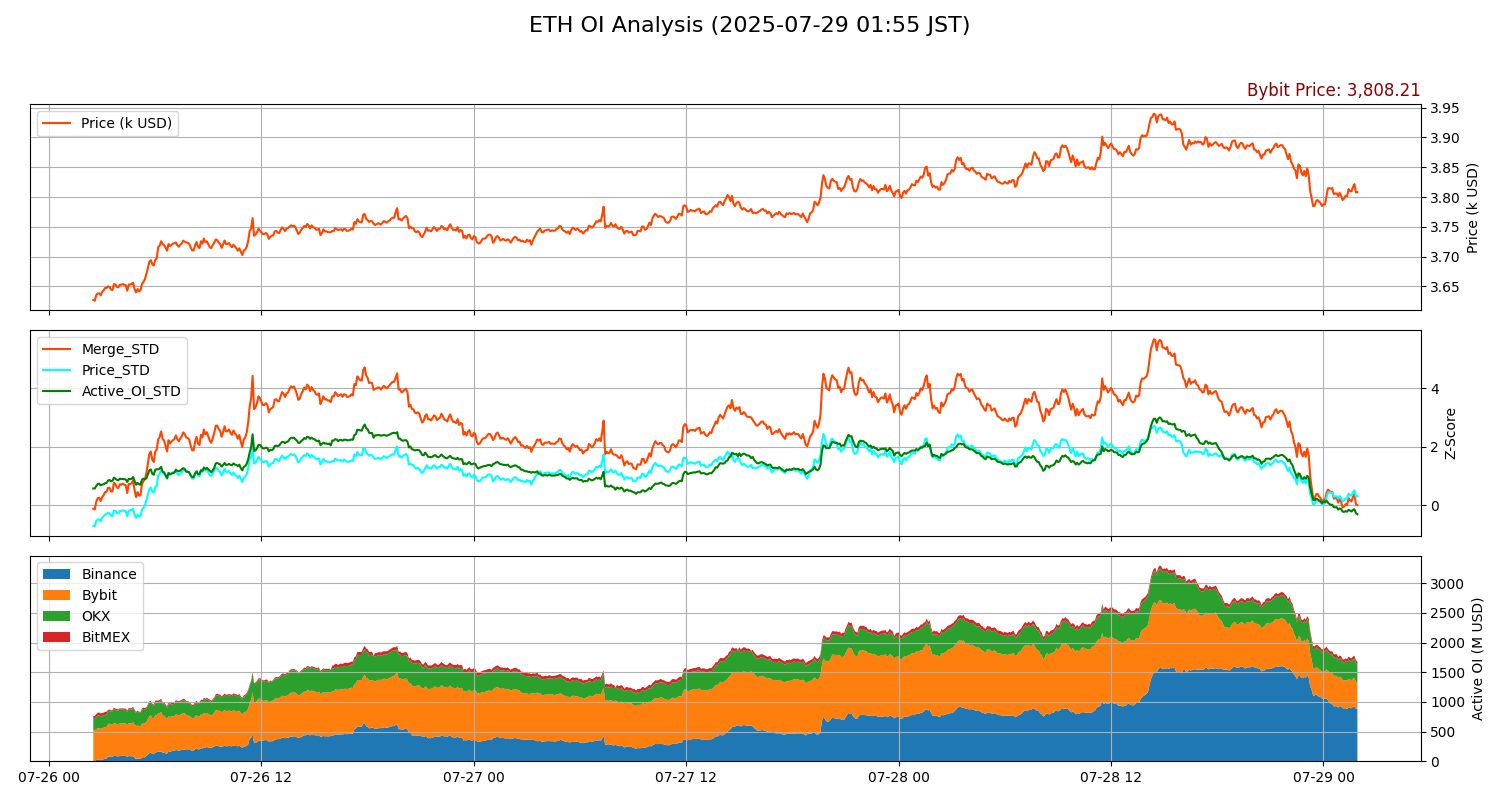 ETH OI Analysis (2025-07-29 01:55 JST)
Bybit Price: 3,808.21
Price (k USD)
3.95
3.90
3.85
3.80
3.75
3.70
3.65
Price (k USD)
Merge_STD
Price_STD
Active_OI_STD
4
2
0
Z-Score
Binance
Bybit
OKX
BitMEX
3000
2500
2000
1500
1000
500
0
Active OI (M USD)
07-26 00
07-26 12
07-27 00
07-27 12
07-28 00
07-28 12
07-29 00